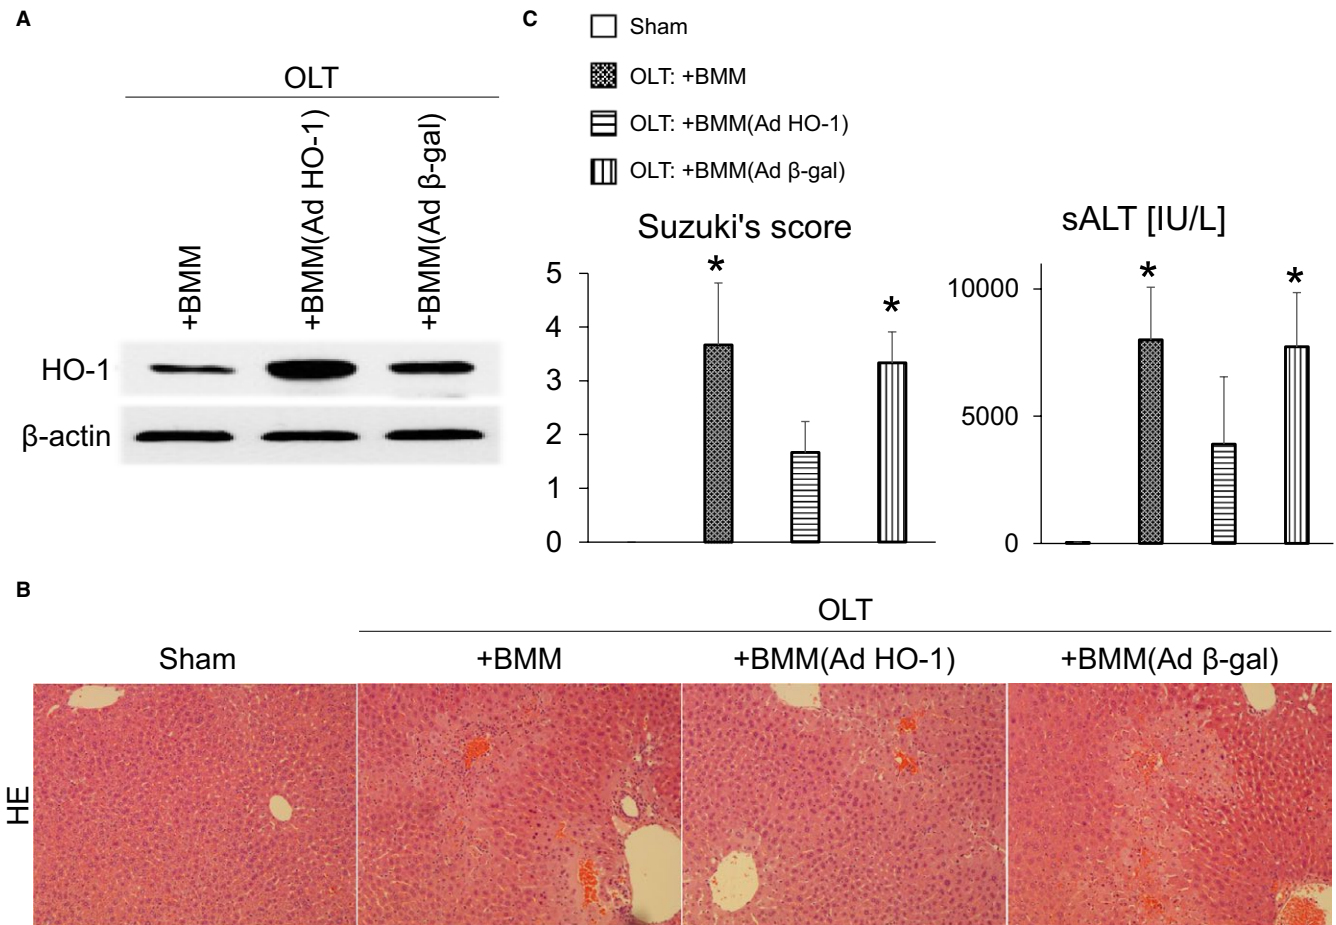 A
OLT
+BMM
+BMM(Ad HO-1)
+BMM(Ad β-gal)
HO-1
β-actin
C
Sham
OLT: +BMM
OLT: +BMM(Ad HO-1)
OLT: +BMM(Ad β-gal)
Suzuki's score
5
4
3
2
1
0
*
*
sALT [IU/L]
10000
5000
0
*
*
B
OLT
Sham
+BMM
+BMM(Ad HO-1)
+BMM(Ad β-gal)
HE